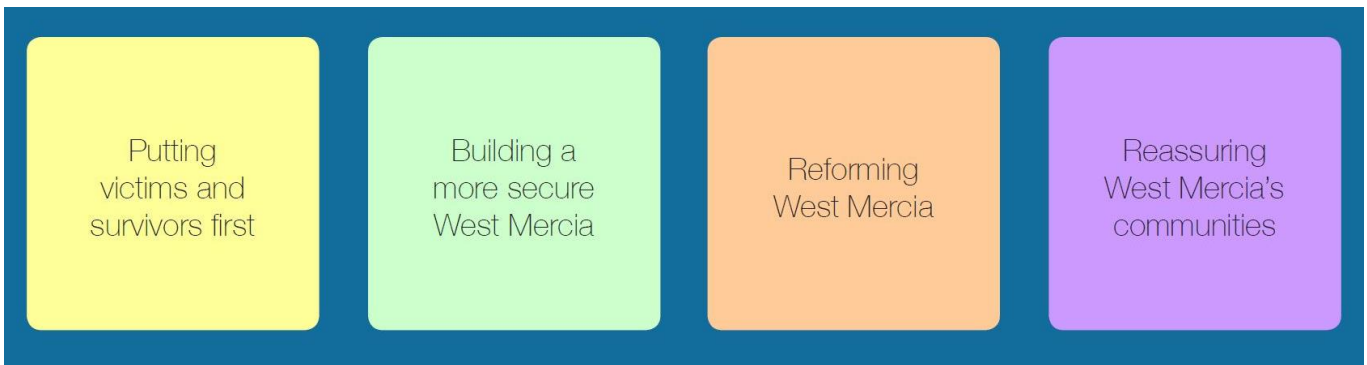 Putting
victims and
survivors first
Building a
more secure
West Mercia
Reforming
West Mercia
Reassuring
West Mercia's
communities